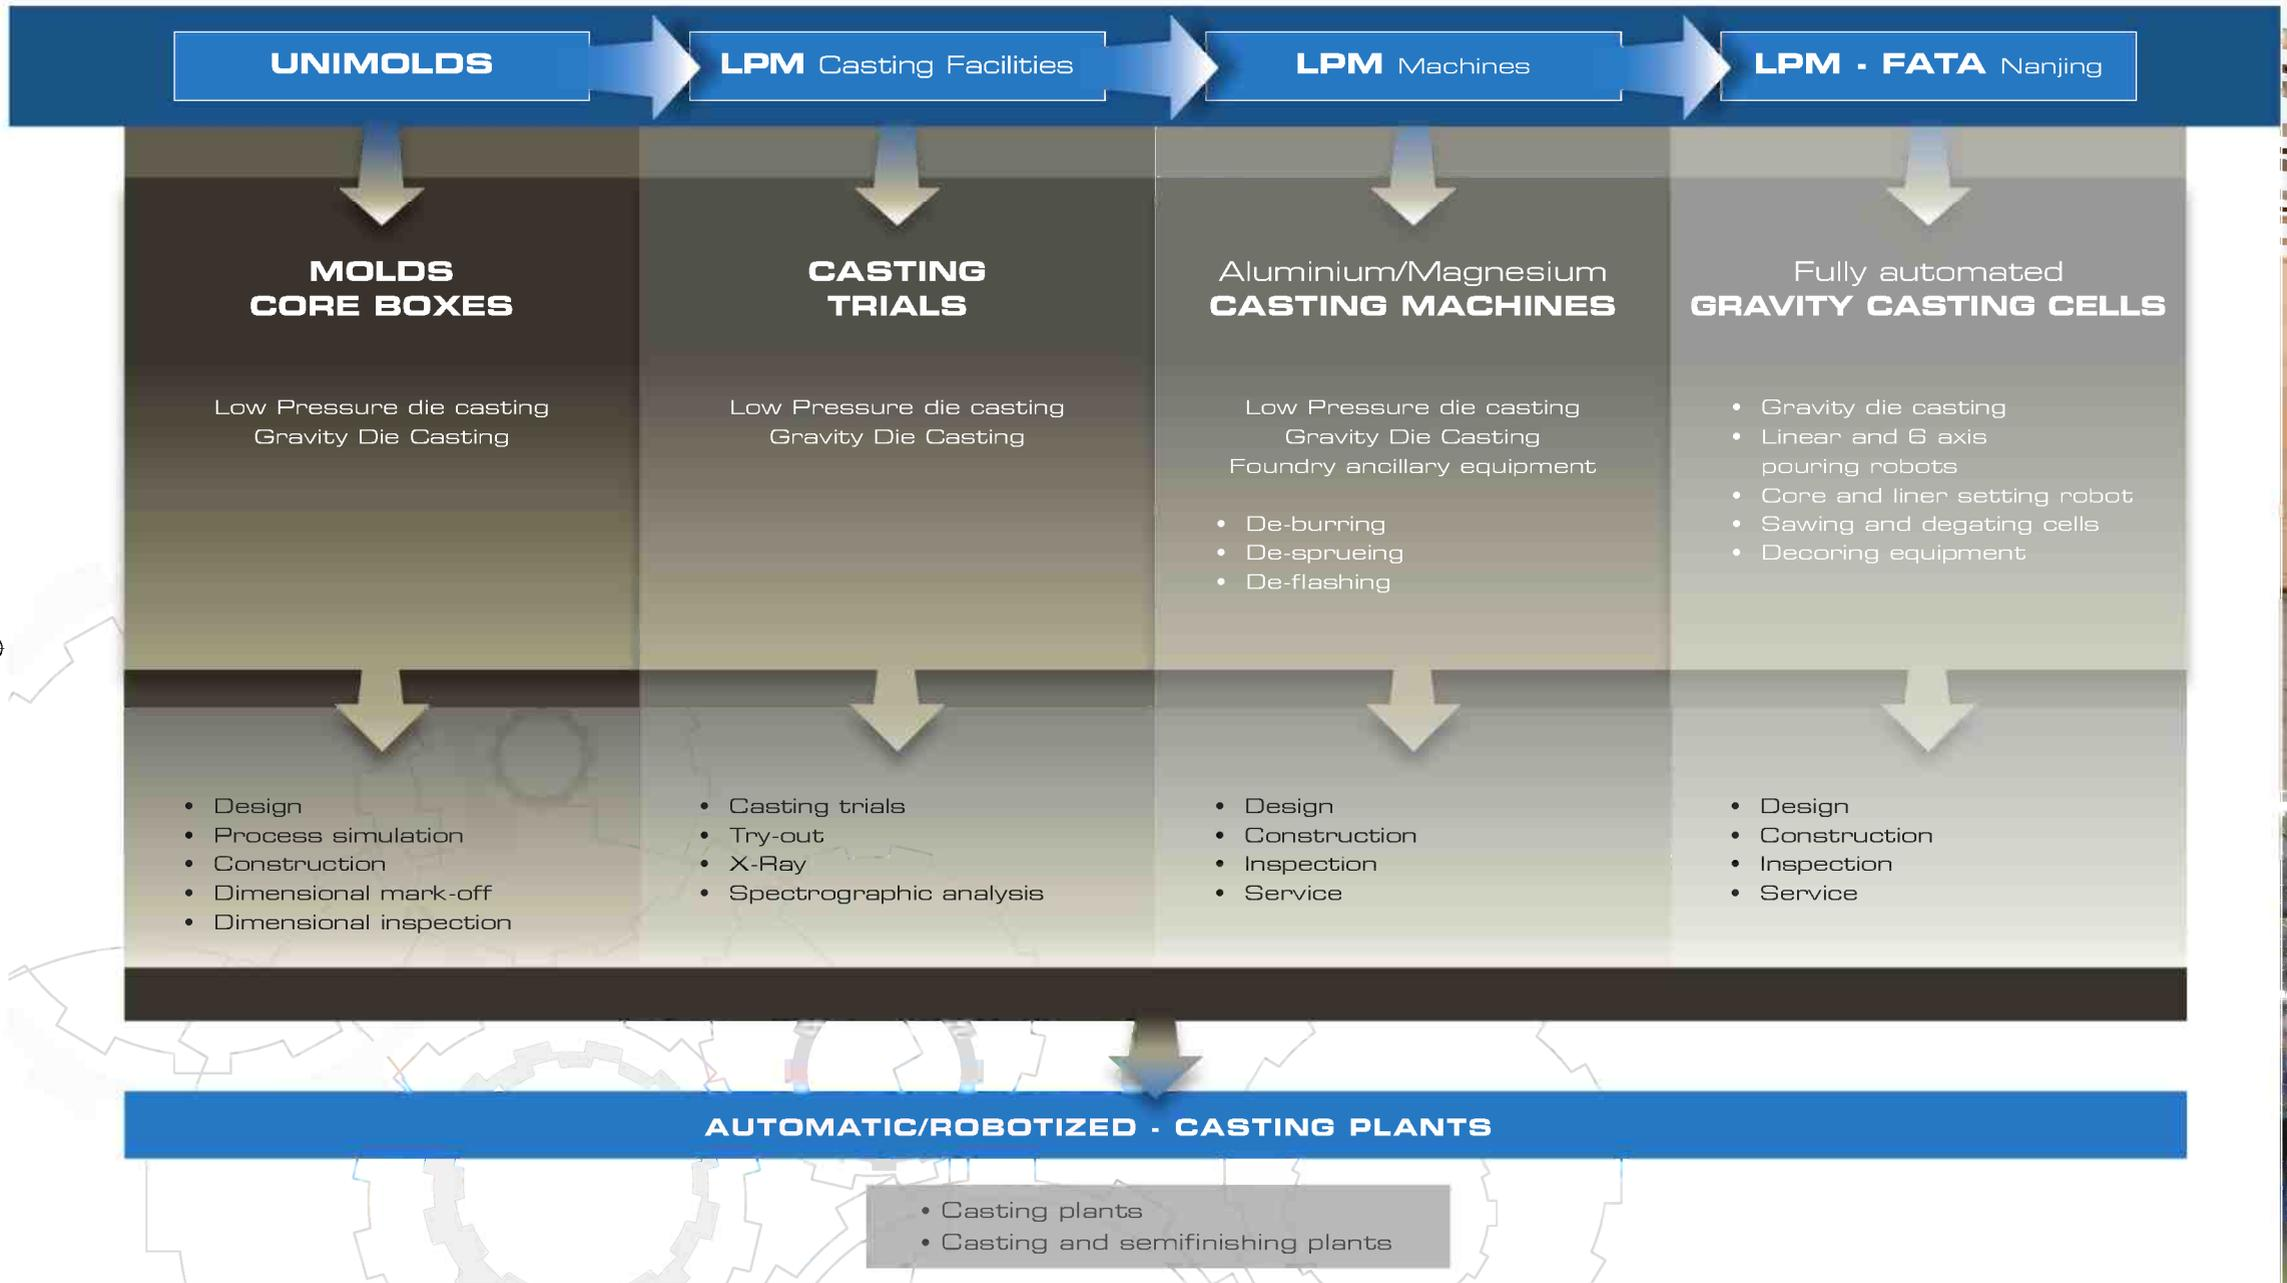 UNIMOLDS
LPM Casting Facilities
LPM Machines
LPM - FATA Nanjing
MOLDS
CORE BOXES
Low Pressure die casting
Gravity Die Casting
• Design
• Process simulation
• Construction
• Dimensional mark-off
• Dimensional inspection
CASTING
TRIALS
Low Pressure die casting
Gravity Die Casting
• Casting trials
• Try-out
• X-Ray
• Spectrographic analysis
Aluminium/Magnesium
CASTING MACHINES
Low Pressure die casting
Gravity Die Casting
Foundry ancillary equipment
• De-burring
• De-sprueing
• De-flashing
• Design
• Construction
• Inspection
• Service
Fully automated
GRAVITY CASTING CELLS
• Gravity die casting
• Linear and 6 axis
pouring robots
• Core and liner setting robot
• Sawing and degating cells
• Decoring equipment
• Design
• Construction
• Inspection
• Service
AUTOMATIC/ROBOTIZED - CASTING PLANTS
• Casting plants
• Casting and semifinishing plants